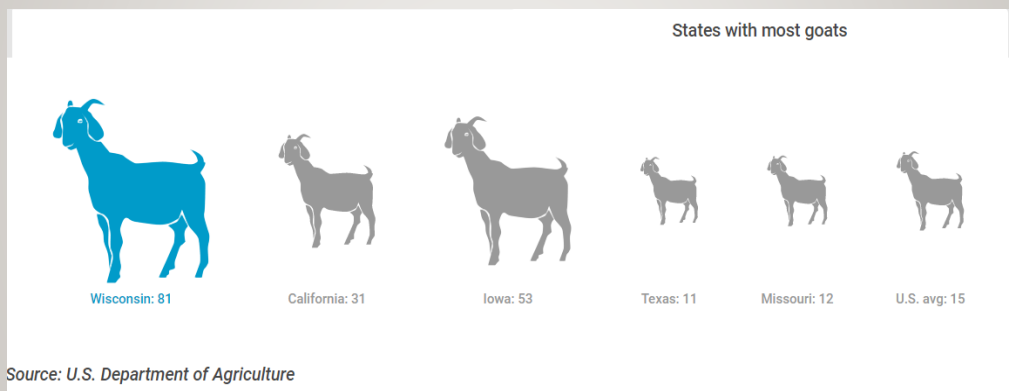 States with most goats
Wisconsin: 81
California: 31
Iowa: 53
Texas: 11
Missouri: 12
U.S. avg: 15
Source: U.S. Department of Agriculture